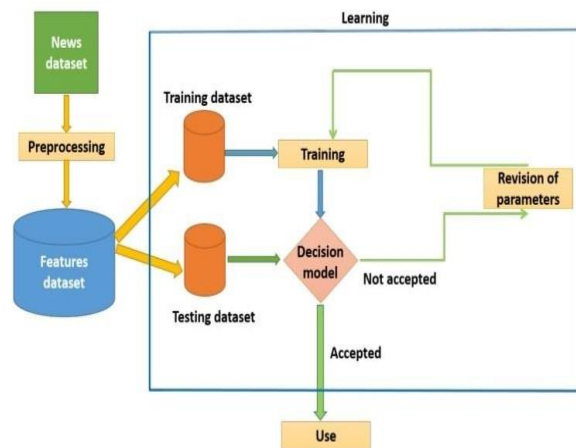 Learning
News
dataset
Preprocessing
Features
dataset
Training dataset
Training
Revision of
parameters
Decision
model
Not accepted
Testing dataset
Accepted
Use